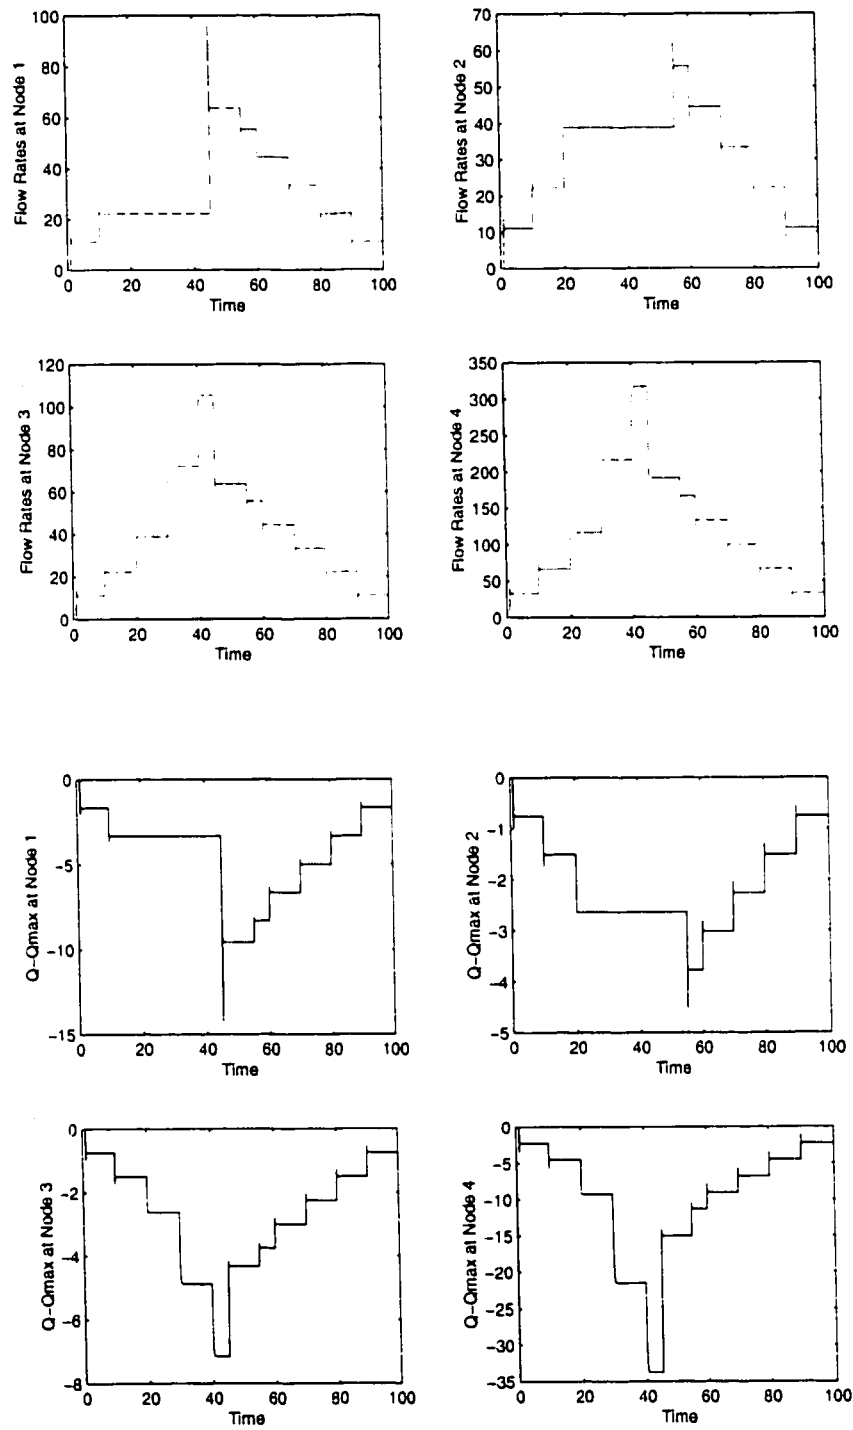 Flow Rates at Node 1
100
80
60
40
20
0
0 20 40 60 80 100
Time
Flow Rates at Node 2
70
60
50
40
30
20
10
0
0 20 40 60 80 100
Time
Flow Rates at Node 3
120
100
80
60
40
20
0
0 20 40 60 80 100
Time
Flow Rates at Node 4
350
300
250
200
150
100
50
0
0 20 40 60 80 100
Time
Q-Qmax at Node 1
0
-5
-10
-15
0 20 40 60 80 100
Time
Q-Qmax at Node 2
0
-1
-2
-3
-4
-5
0 20 40 60 80 100
Time
Q-Qmax at Node 3
0
-2
-4
-6
-8
0 20 40 60 80 100
Time
Q-Qmax at Node 4
0
-5
-10
-15
-20
-25
-30
-35
0 20 40 60 80 100
Time